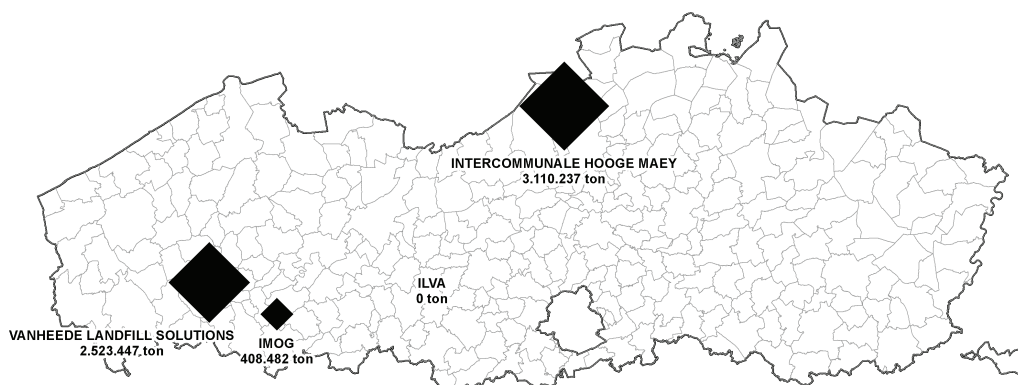 INTERCOMMUNALE HOOGE MAEY
3.110.237 ton
ILVA
0 ton
VANHEEDE LANDFILL SOLUTIONS
2.523.447 ton
IMOG
408.482 ton